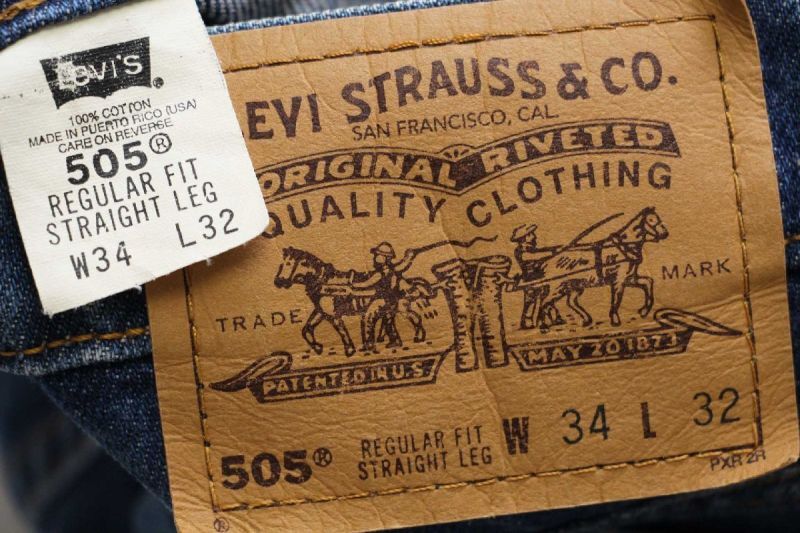 LEVI'S
100% COTTON
MADE IN PUERTO RICO (USA)
CARE ON REVERSE
505®
REGULAR FIT
STRAIGHT LEG
W34 L32
LEVI STRAUSS & CO.
SAN FRANCISCO, CAL.
ORIGINAL RIVETED
QUALITY CLOTHING
TRADE MARK
PATENTED IN U.S. MAY 20 1873
505® REGULAR FIT
STRAIGHT LEG
W 34 L 32
PXR 2R
®